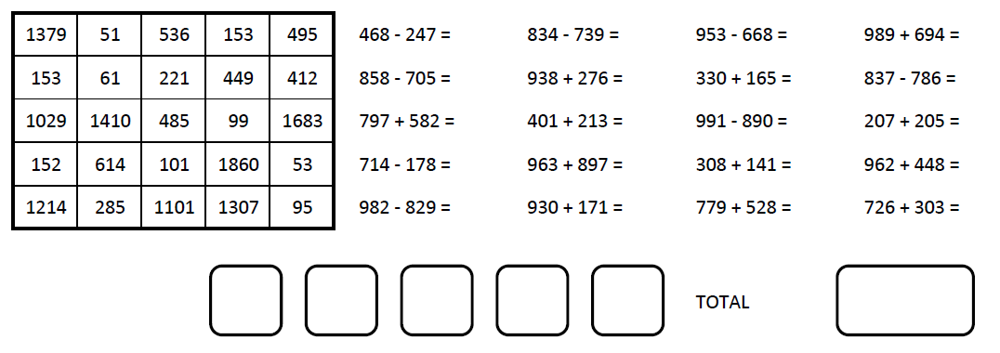 1379 51 536 153 495 468 - 247 = 834 - 739 = 953 - 668 = 989 + 694 =
153 61 221 449 412 858 - 705 = 938 + 276 = 330 + 165 = 837 - 786 =
1029 1410 485 99 1683 797 + 582 = 401 + 213 = 991 - 890 = 207 + 205 =
152 614 101 1860 53 714 - 178 = 963 + 897 = 308 + 141 = 962 + 448 =
1214 285 1101 1307 95 982 - 829 = 930 + 171 = 779 + 528 = 726 + 303 =
TOTAL